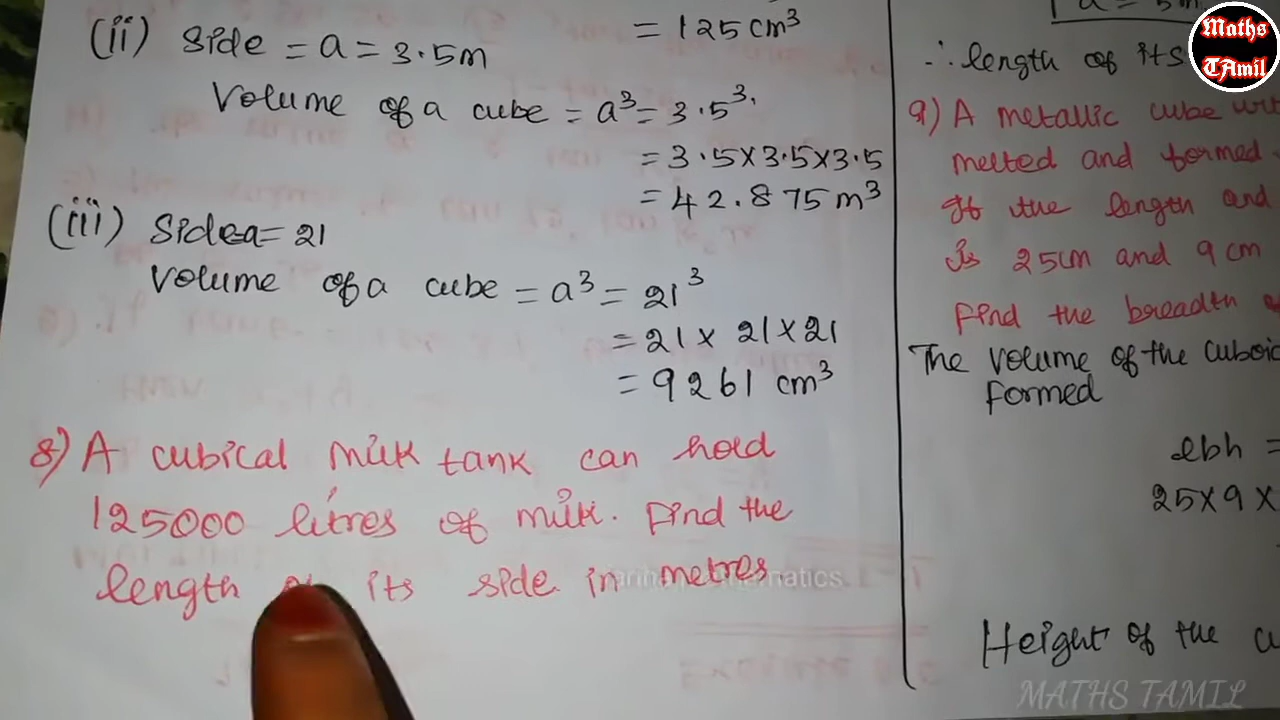 = 125 cm³
(ii) Side = a = 3.5m
Volume of a cube = a³ = 3.5³.
= 3.5×3.5×3.5
= 42.875 m³
(iii) Side a = 21
Volume of a cube = a³ = 21³
= 21 × 21 × 21
= 9261 cm³
8) A cubical milk tank can hold
125000 litres of milk. Find the
length its side in metres
a = 5m
∴ length of its
9) A metallic cube
melted and formed
If the length and
is 25cm and 9 cm
Find the breadth
The volume of the
formed
lbh =
25×9×
Height of the
Maths
TAmil
MATHS TAMIL